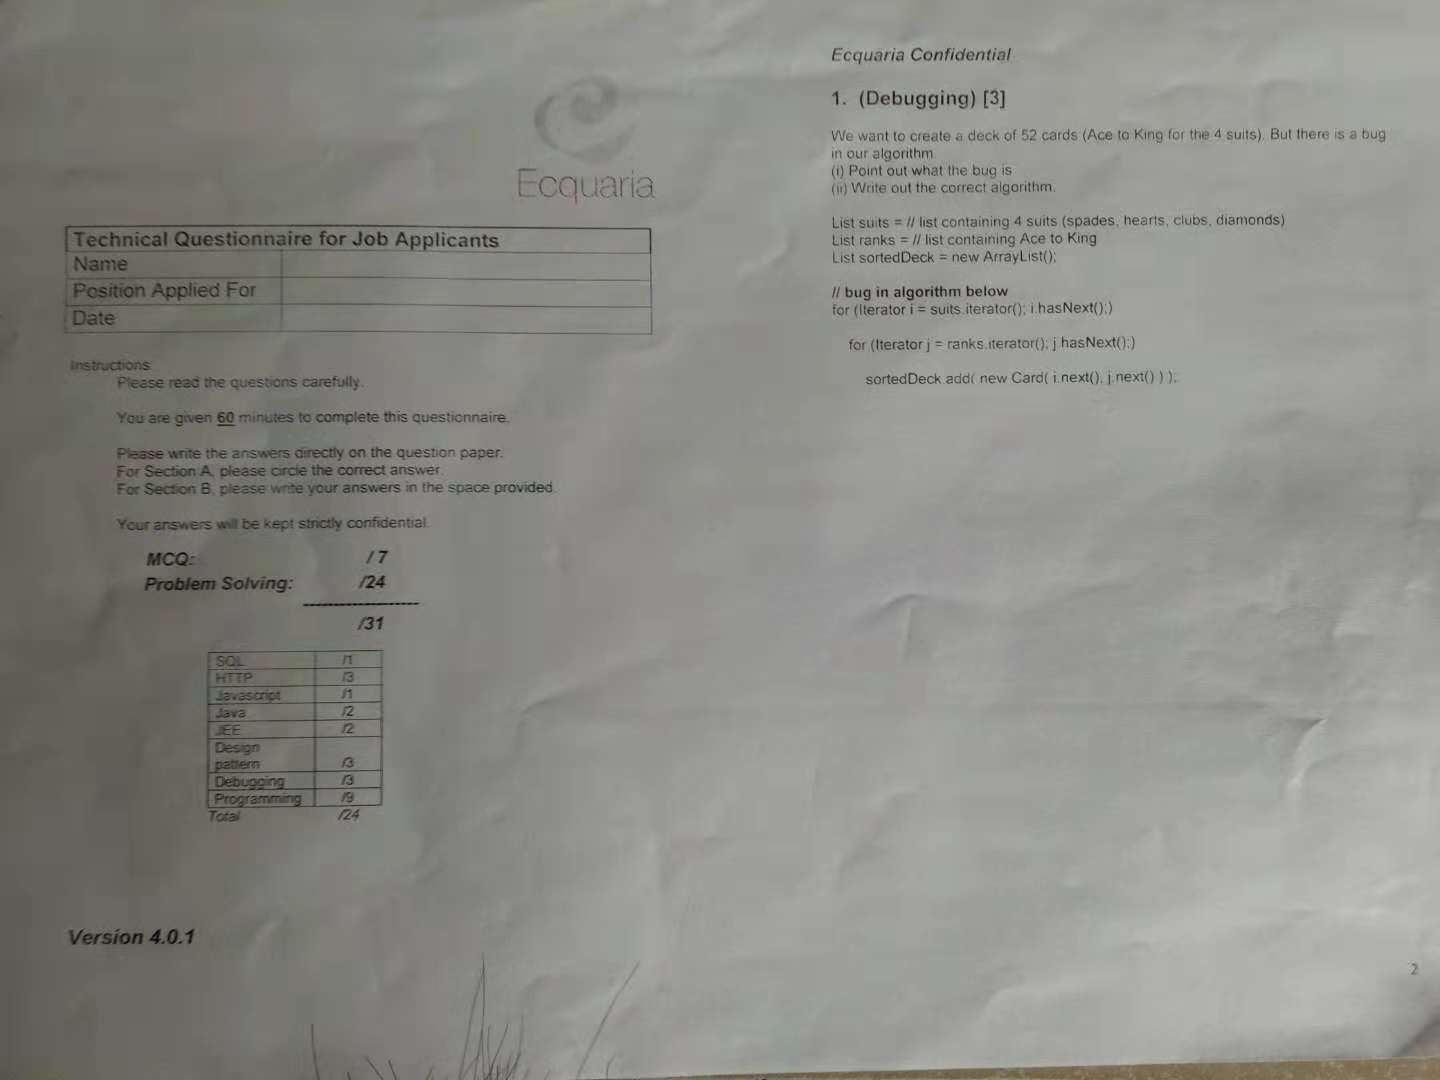 Ecquaria
Technical Questionnaire for Job Applicants
Name
Position Applied For
Date
Instructions
Please read the questions carefully.
You are given 60 minutes to complete this questionnaire.
Please write the answers directly on the question paper.
For Section A, please circle the correct answer.
For Section B, please write your answers in the space provided.
Your answers will be kept strictly confidential.
MCQ: /7
Problem Solving: /24
/31
SQL /1
HTTP /3
Javascript /1
Java /2
JEE /2
Design
pattern /3
Debugging /3
Programming /9
Total /24
Version 4.0.1
Ecquaria Confidential
1. (Debugging) [3]
We want to create a deck of 52 cards (Ace to King for the 4 suits). But there is a bug
in our algorithm.
(i) Point out what the bug is
(ii) Write out the correct algorithm.
List suits = // list containing 4 suits (spades, hearts, clubs, diamonds)
List ranks = // list containing Ace to King
List sortedDeck = new ArrayList();
// bug in algorithm below
for (Iterator i = suits.iterator(); i.hasNext();)
for (Iterator j = ranks.iterator(); j.hasNext();)
sortedDeck.add( new Card( i.next(), j.next() ) );
2